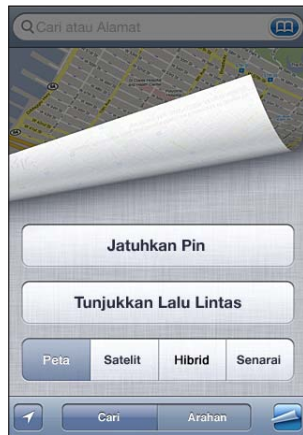 Cari atau Alamat
Jatuhkan Pin
Tunjukkan Lalu Lintas
Peta Satelit Hibrid Senarai
Cari Arahan